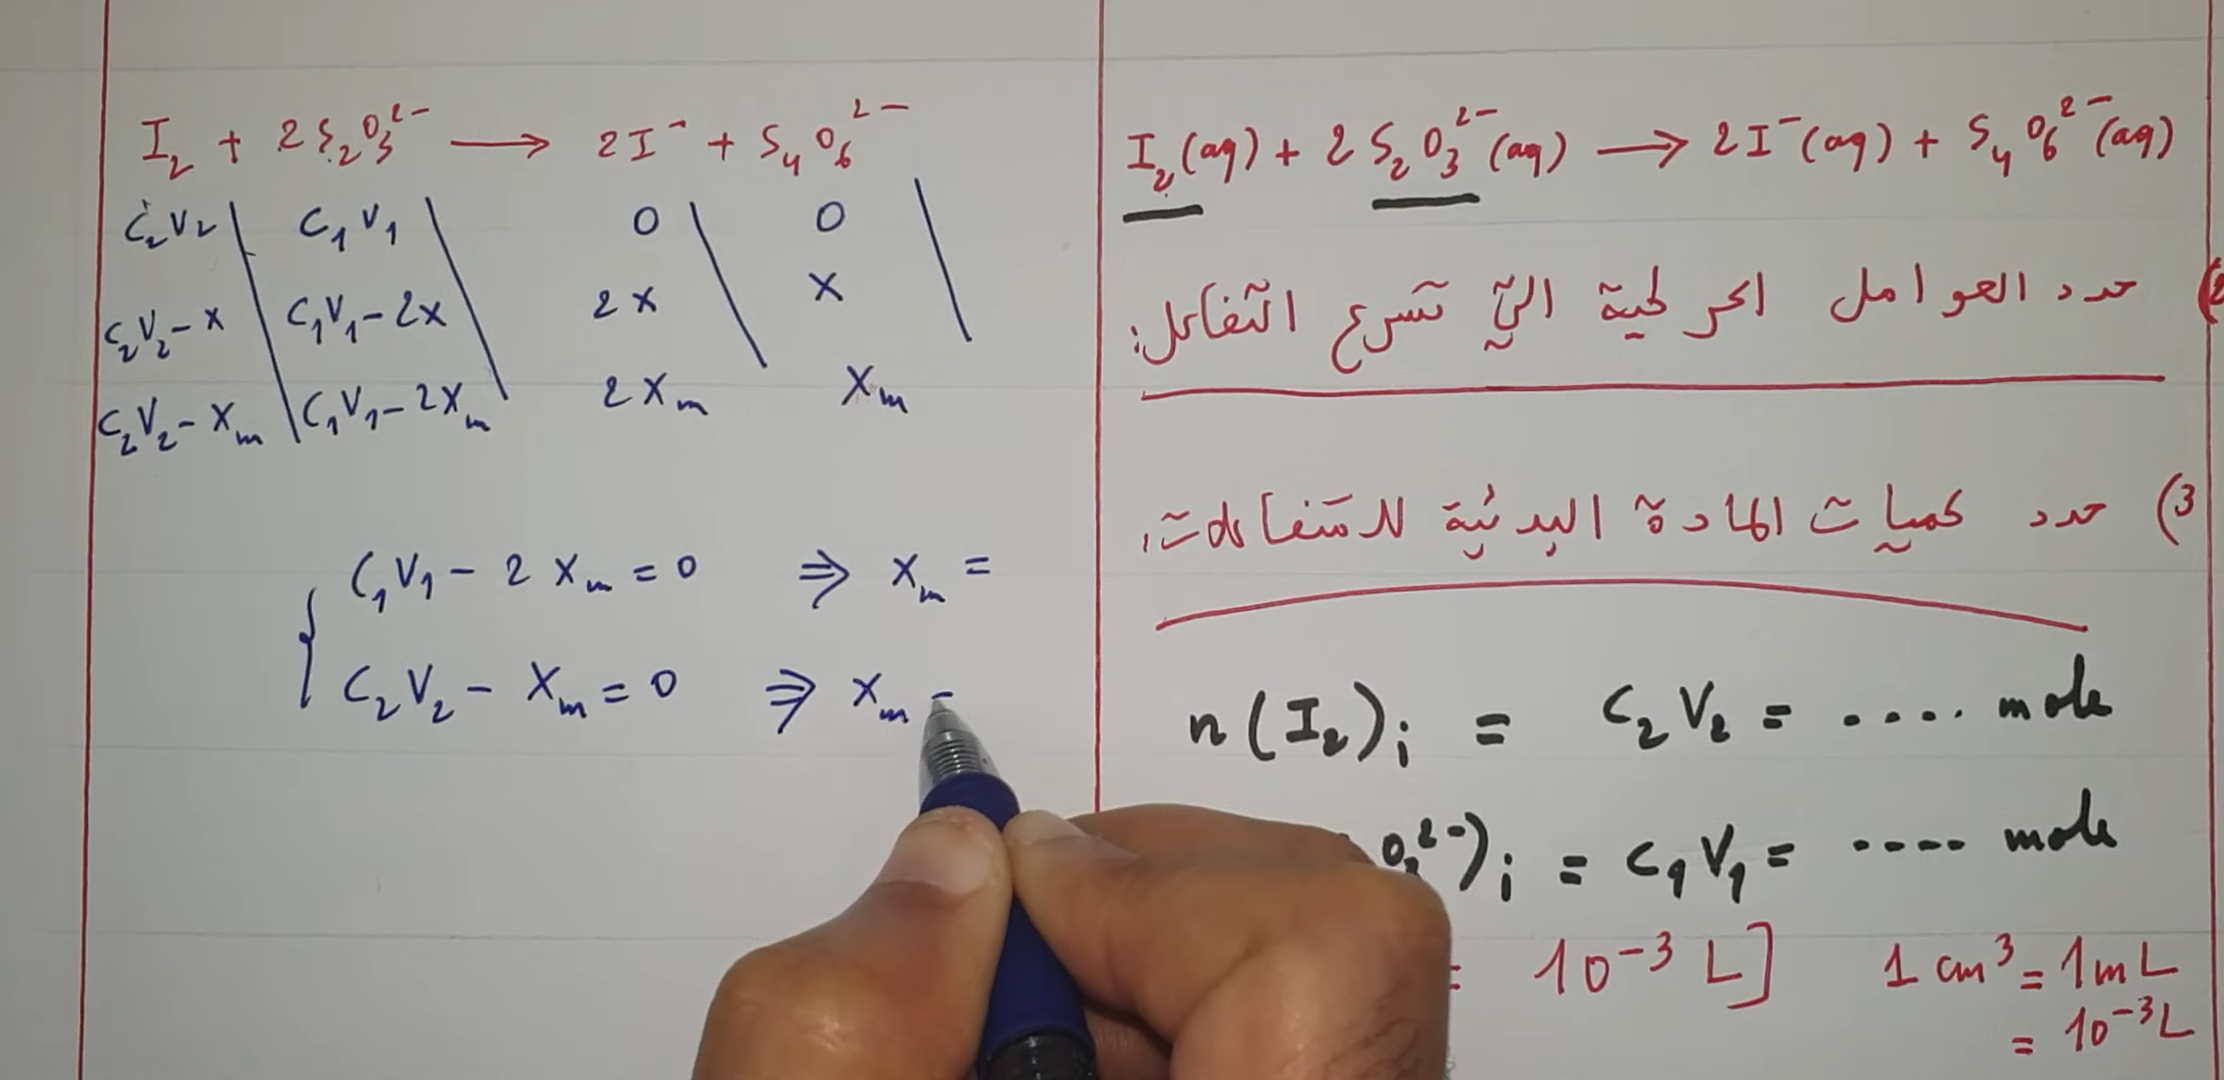 I₂ + 2S₂O₃²⁻ ⟶ 2I⁻ + S₄O₆²⁻
C₂V₂ | C₁V₁ | 0 | 0
C₂V₂ - x | C₁V₁ - 2x | 2x | x
C₂V₂ - Xm | C₁V₁ - 2Xm | 2Xm | Xm
C₁V₁ - 2Xm = 0 ⇒ Xm =
C₂V₂ - Xm = 0 ⇒ Xm =
I₂(aq) + 2S₂O₃²⁻(aq) ⟶ 2I⁻(aq) + S₄O₆²⁻(aq)
2) حدد العوامل الحركية التي تسرع التفاعل:
3) حدد كميات المادة البدئية للمتفاعلات.
n(I₂)ᵢ = C₂V₂ = .... mole
O₃²⁻)ᵢ = C₁V₁ = .... mole
= 10⁻³ L] 1 cm³ = 1 mL
= 10⁻³ L